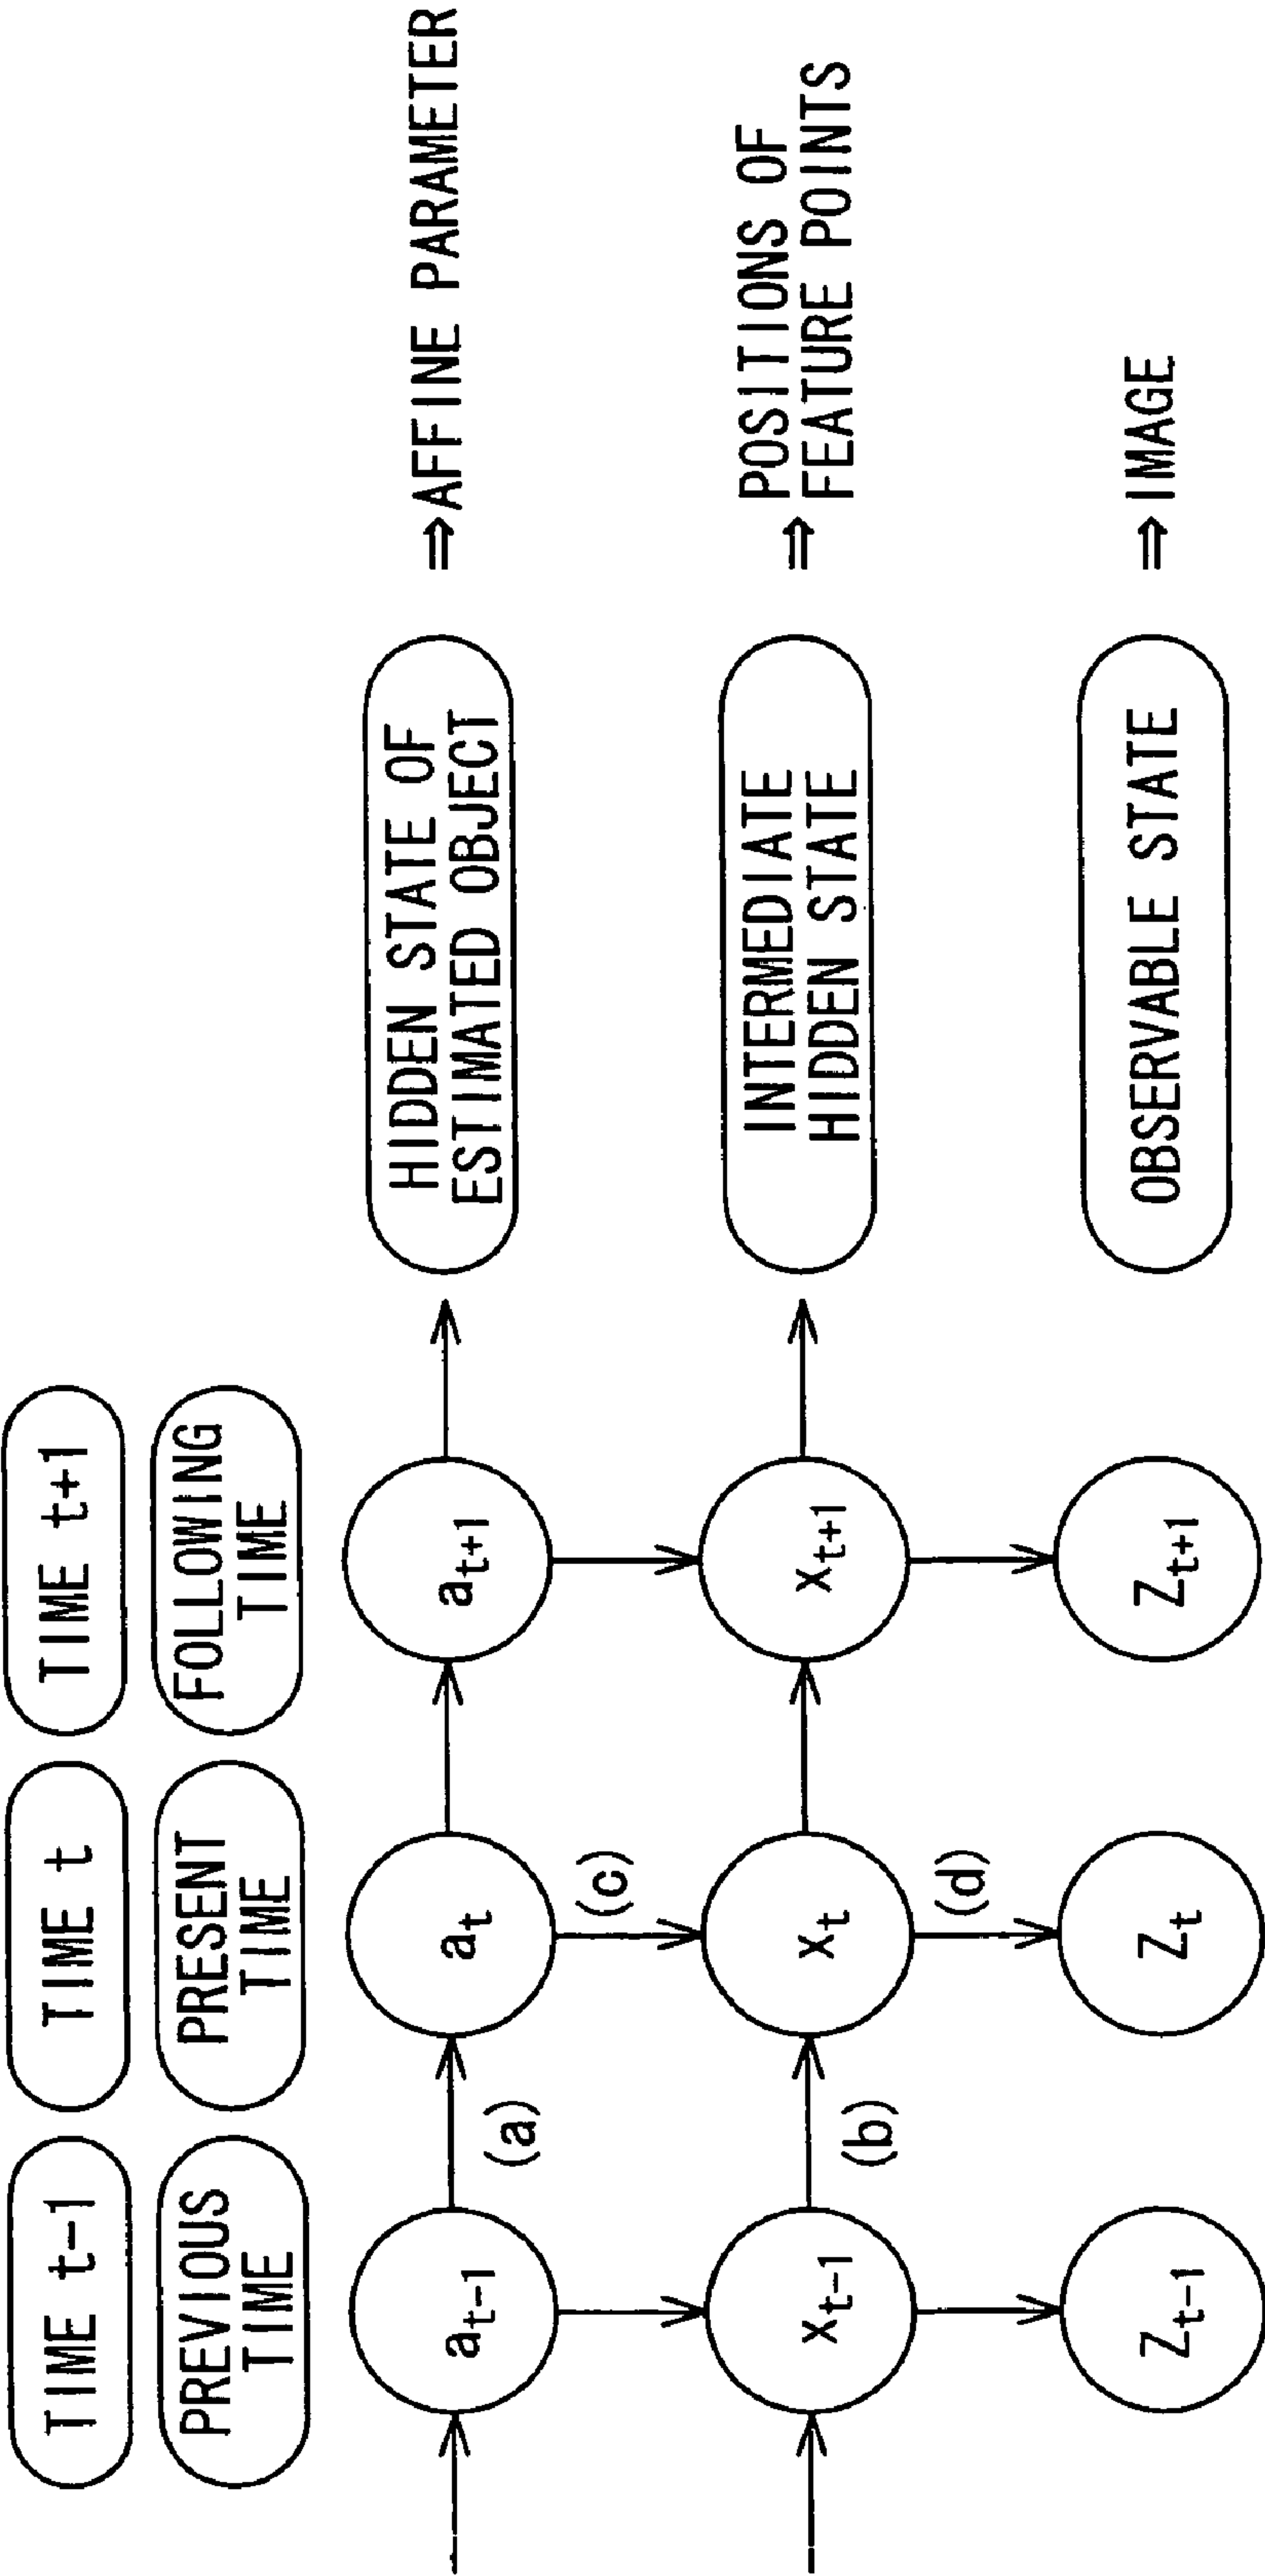 TIME t-1
TIME t
TIME t+1
PREVIOUS
TIME
PRESENT
TIME
FOLLOWING
TIME
a_{t-1}
(a)
a_t
a_{t+1}
HIDDEN STATE OF
ESTIMATED OBJECT
⇒AFFINE PARAMETER
(c)
x_{t-1}
(b)
x_t
x_{t+1}
INTERMEDIATE
HIDDEN STATE
⇒ POSITIONS OF
FEATURE POINTS
(d)
Z_{t-1}
Z_t
Z_{t+1}
OBSERVABLE STATE
⇒ IMAGE